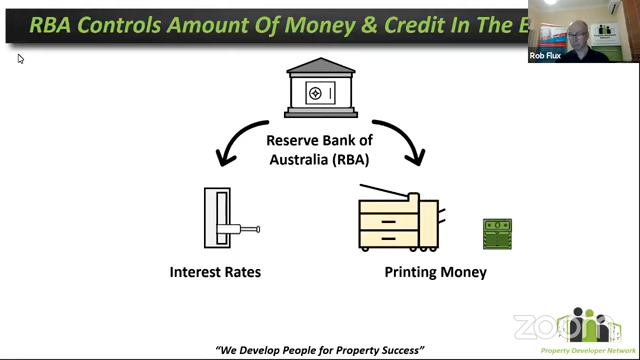 RBA Controls Amount Of Money & Credit In The E
Rob Flux
Reserve Bank of
Australia (RBA)
Interest Rates
Printing Money
zoom
Property Developer Network
“We Develop People for Property Success”